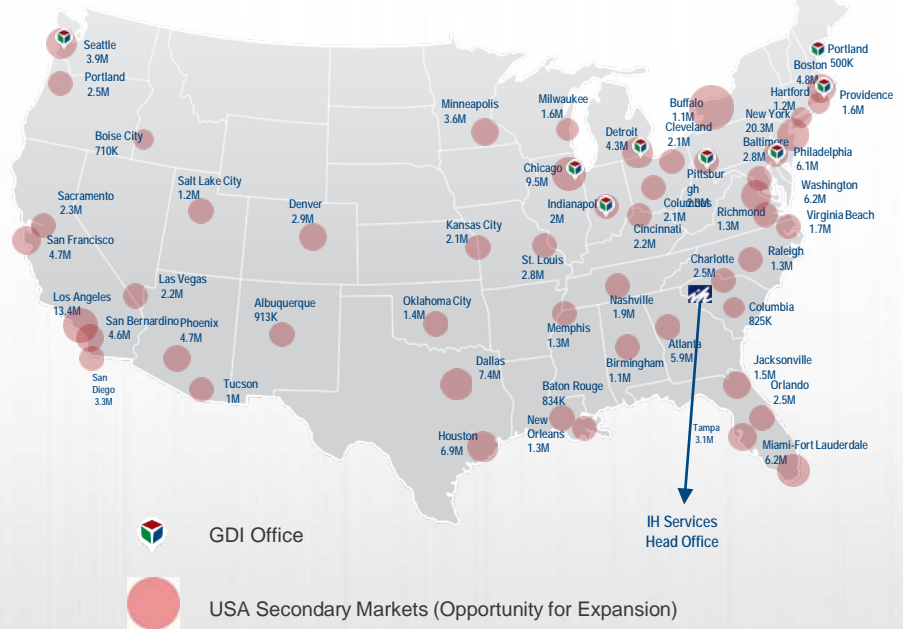 Seattle
3.9M
Portland
2.5M
Boise City
710K
Sacramento
2.3M
San Francisco
4.7M
Salt Lake City
1.2M
Denver
2.9M
Las Vegas
2.2M
Los Angeles
13.4M
San Bernardino
4.6M
Phoenix
4.7M
San
Diego
3.3M
Tucson
1M
Albuquerque
913K
Minneapolis
3.6M
Milwaukee
1.6M
Chicago
9.5M
Detroit
4.3M
Indianapol
2M
Kansas City
2.1M
St. Louis
2.8M
Oklahoma City
1.4M
Dallas
7.4M
Houston
6.9M
Baton Rouge
834K
New
Orleans
1.3M
Memphis
1.3M
Nashville
1.9M
Birmingham
1.1M
Atlanta
5.9M
Buffalo
1.1M
Cleveland
2.1M
Pittsbur
gh
2.3M
Columbus
2.1M
Cincinnati
2.2M
Portland
500K
Boston
4.8M
Hartford
1.2M
Providence
1.6M
New York
20.3M
Baltimore
2.8M
Philadelphia
6.1M
Washington
6.2M
Richmond
1.3M
Virginia Beach
1.7M
Raleigh
1.3M
Charlotte
2.5M
Columbia
825K
Jacksonville
1.5M
Orlando
2.5M
Tampa
3.1M
Miami-Fort Lauderdale
6.2M
IH Services
Head Office
GDI Office
USA Secondary Markets (Opportunity for Expansion)